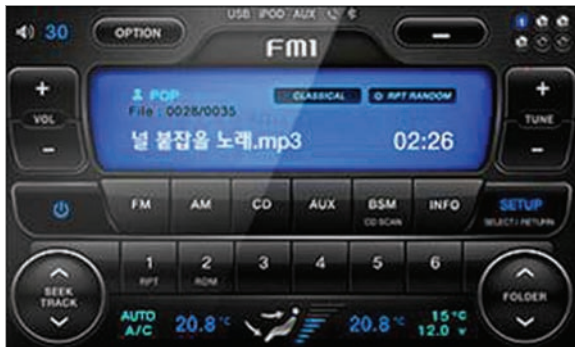 USB iPOD AUX
30 OPTION FM1
1
+ POP CLASSICAL RPT RANDOM +
VOL File : 0028/0035 TUNE
- 널 붙잡을 노래.mp3 02:26 -
FM AM CD AUX BSM INFO SETUP
CD SCAN SELECT / RETURN
1 2 3 4 5 6
RPT RDM
SEEK
TRACK
FOLDER
AUTO
A/C
20.8 °C
20.8 °C
15 °C
12.0 v